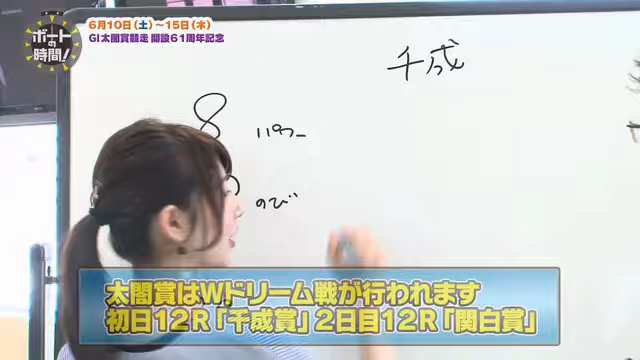 ボートの時間!
6月10日(土)~15日(木)
GI太閤賞競走 開設61周年記念
千成
8
のび
太閤賞はWドリーム戦が行われます
初日12R「千成賞」2日目12R「関白賞」